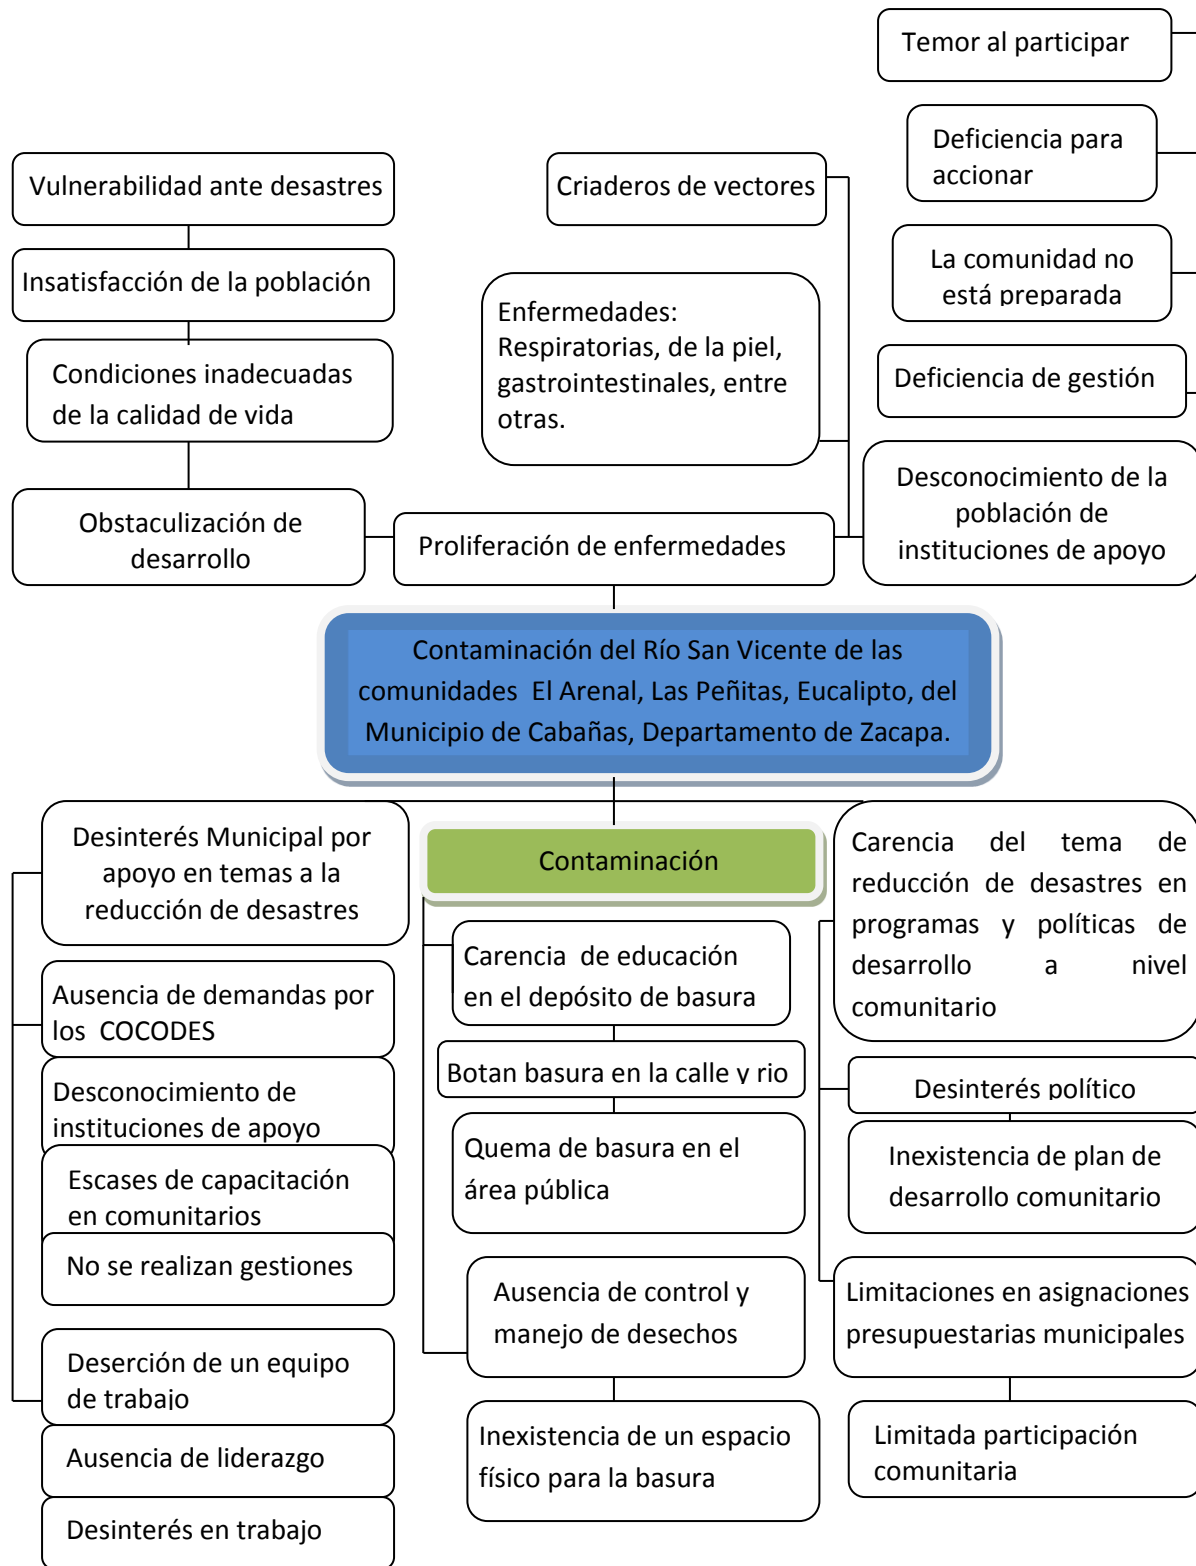 Temor al participar
Deficiencia para
accionar
Vulnerabilidad ante desastres
Criaderos de vectores
Insatisfacción de la población
La comunidad no
está preparada
Enfermedades:
Respiratorias, de la piel,
gastrointestinales, entre
otras.
Condiciones inadecuadas
de la calidad de vida
Deficiencia de gestión
Obstaculización de
desarrollo
Proliferación de enfermedades
Desconocimiento de la
población de
instituciones de apoyo
Contaminación del Río San Vicente de las
comunidades El Arenal, Las Peñitas, Eucalipto, del
Municipio de Cabañas, Departamento de Zacapa.
Desinterés Municipal por
apoyo en temas a la
reducción de desastres
Ausencia de demandas por
los COCODES
Desconocimiento de
instituciones de apoyo
Escases de capacitación
en comunitarios
No se realizan gestiones
Deserción de un equipo
de trabajo
Ausencia de liderazgo
Desinterés en trabajo
Contaminación
Carencia de educación
en el depósito de basura
Botan basura en la calle y rio
Quema de basura en el
área pública
Ausencia de control y
manejo de desechos
Inexistencia de un espacio
físico para la basura
Carencia del tema de
reducción de desastres en
programas y políticas de
desarrollo a nivel
comunitario
Desinterés político
Inexistencia de plan de
desarrollo comunitario
Limitaciones en asignaciones
presupuestarias municipales
Limitada participación
comunitaria